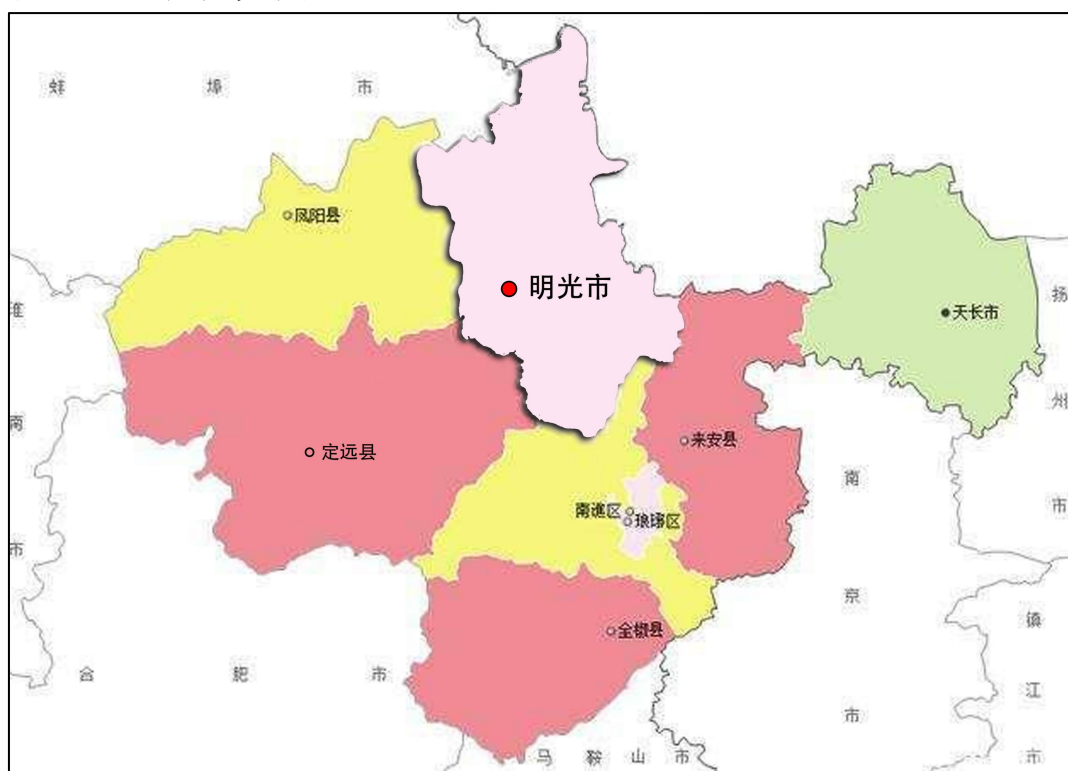 蚌埠市
凤阳县
明光市
淮南市
扬州市
天长市
定远县
来安县
南京市
南谯区
琅琊区
全椒县
镇江市
合肥市
马鞍山市